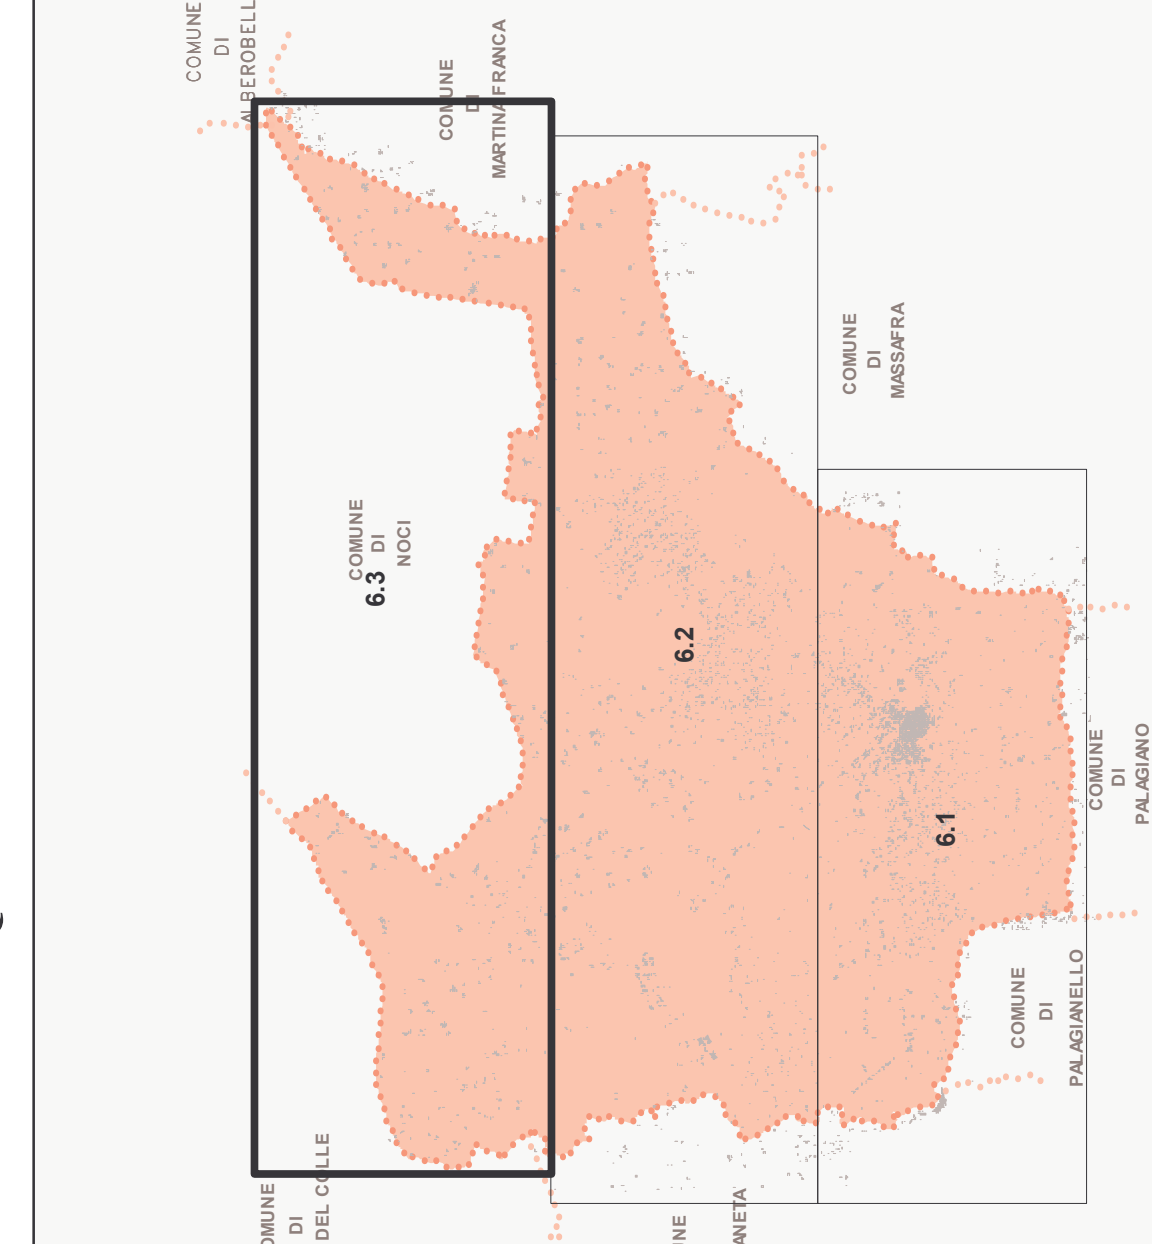 COMUNE
DI
ALBEROBELL
COMUNE
DI
MARTINA FRANCA
COMUNE
DI
MASSAFRA
COMUNE
DI
NOCI
6.3
6.2
6.1
COMUNE
DI
PALAGIANO
COMUNE
DI
PALAGIANELLO
OMUNE
DI
DEL COLLE
NE
ANETA